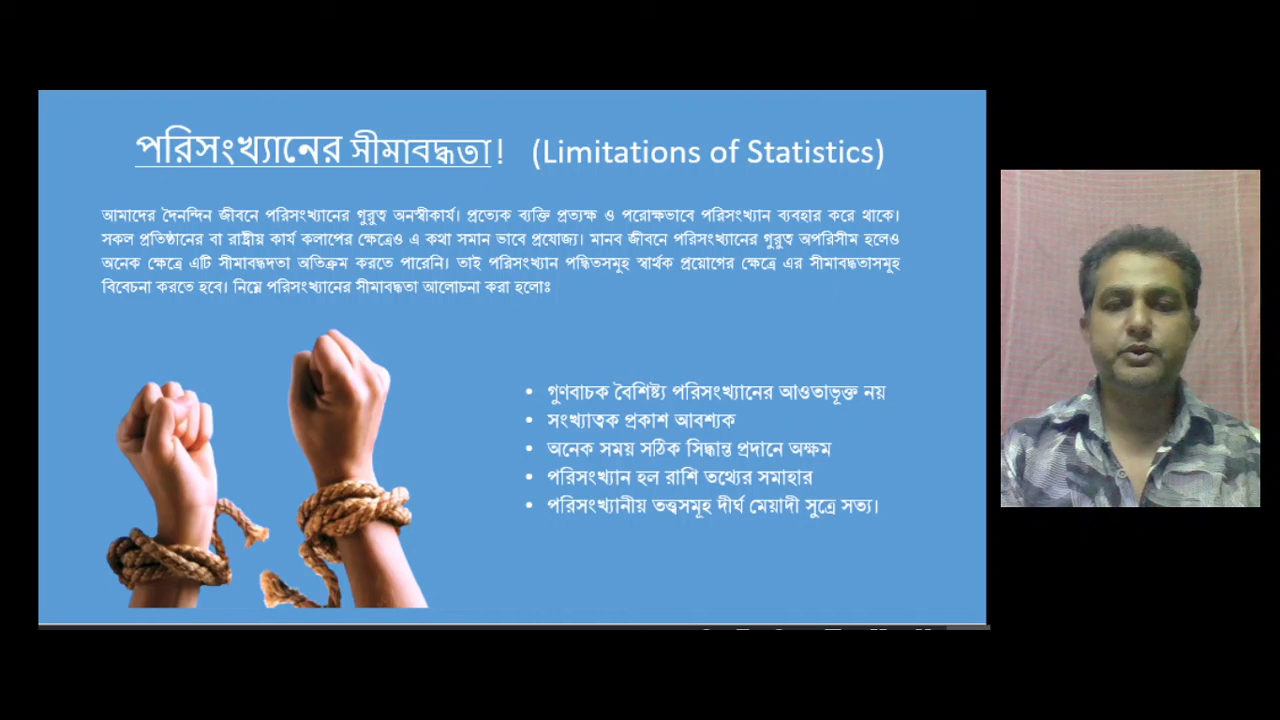 পরিসংখ্যানের সীমাবদ্ধতা! (Limitations of Statistics)
আমাদের দৈনন্দিন জীবনে পরিসংখ্যানের গুরুত্ব অনস্বীকার্য। প্রত্যেক ব্যক্তি প্রত্যক্ষ ও পরোক্ষভাবে পরিসংখ্যান ব্যবহার করে থাকে।
সকল প্রতিষ্ঠানের বা রাষ্ট্রীয় কার্য কলাপের ক্ষেত্রেও এ কথা সমান ভাবে প্রযোজ্য। মানব জীবনে পরিসংখ্যানের গুরুত্ব অপরিসীম হলেও
অনেক ক্ষেত্রে এটি সীমাবদ্ধদতা অতিক্রম করতে পারেনি। তাই পরিসংখ্যান পদ্ধিতসমুহ স্বার্থক প্রয়োগের ক্ষেত্রে এর সীমাবদ্ধতাসমূহ
বিবেচনা করতে হবে। নিম্নে পরিসংখ্যানের সীমাবদ্ধতা আলোচনা করা হলোঃ
• গুণবাচক বৈশিষ্ট্য পরিসংখ্যানের আওতাভূক্ত নয়
• সংখ্যাত্বক প্রকাশ আবশ্যক
• অনেক সময় সঠিক সিদ্ধান্ত প্রদানে অক্ষম
• পরিসংখ্যান হল রাশি তথ্যের সমাহার
• পরিসংখ্যানীয় তত্ত্বসমূহ দীর্ঘ মেয়াদী সুত্রে সত্য।